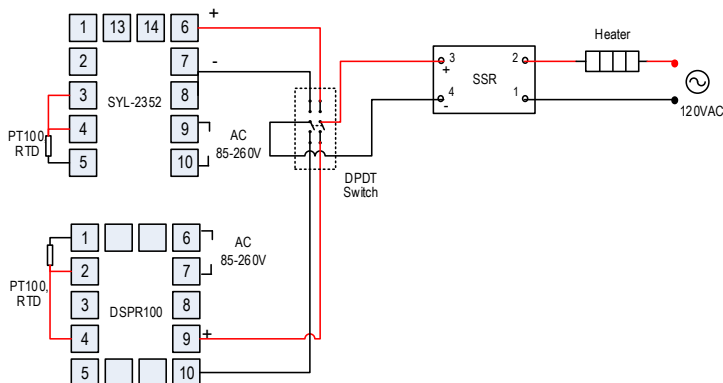 1 13 14 6 +
2 7 -
3 SYL-2352 8
PT100
RTD
4 9 AC
85-260V
5 10
DPDT
Switch
3 + SSR 2
4 - 1
Heater
120VAC
1 6 AC
85-260V
2 7
PT100,
RTD
3 8
4 DSPR100 9 +
5 10